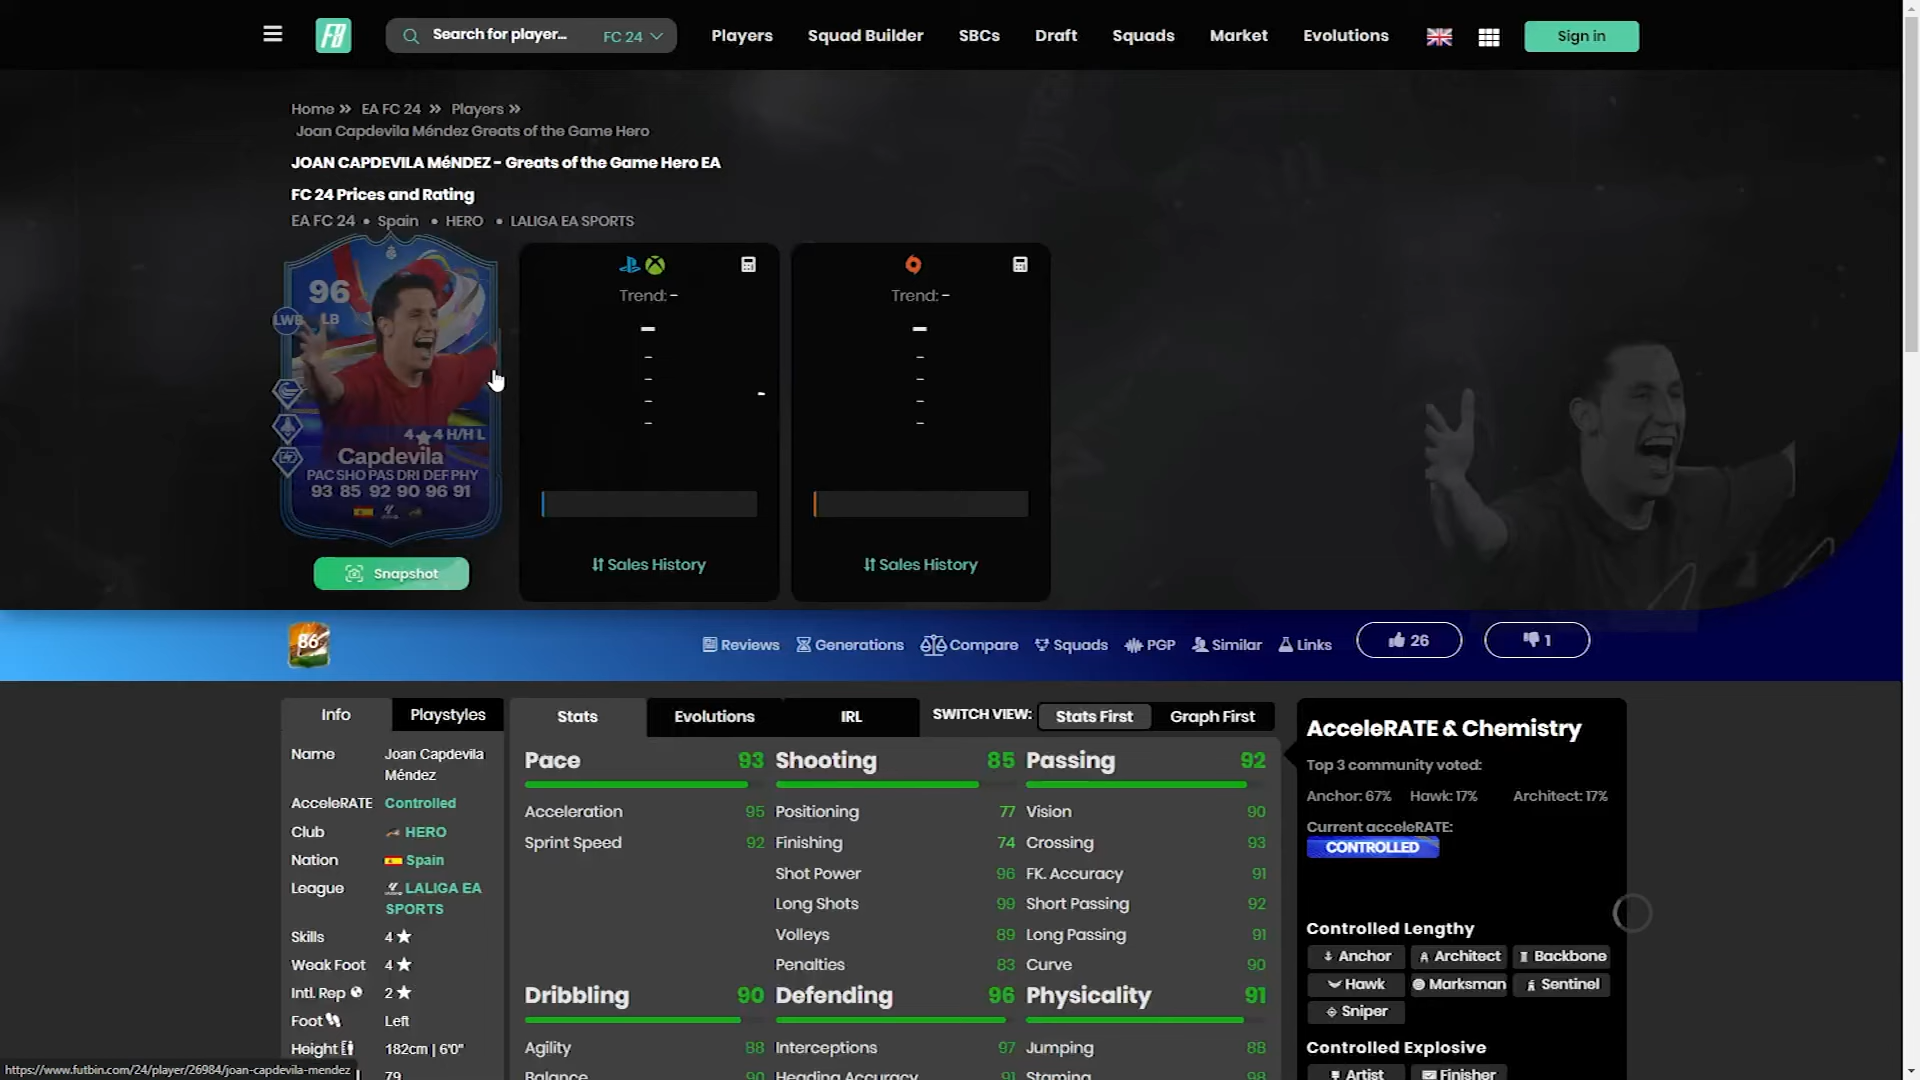 FB
Search for player...
FC 24
Players
Squad Builder
SBCs
Draft
Squads
Market
Evolutions
Sign in
Home » EA FC 24 » Players »
Joan Capdevila Méndez Greats of the Game Hero
JOAN CAPDEVILA MéNDEZ - Greats of the Game Hero EA
FC 24 Prices and Rating
EA FC 24 • Spain • HERO • LALIGA EA SPORTS
96
LWB LB
4★ 4 H/H L
Capdevila
PAC SHO PAS DRI DEF PHY
93 85 92 90 96 91
Snapshot
Trend: -
-
-
-
-
-
-
Sales History
Trend: -
-
-
-
-
-
Sales History
86
Reviews
Generations
Compare
Squads
PGP
Similar
Links
26
1
Info
Playstyles
Name Joan Capdevila
Méndez
AcceleRATE Controlled
Club HERO
Nation Spain
League LALIGA EA
SPORTS
Skills 4 ★
Weak Foot 4 ★
Intl. Rep 2 ★
Foot Left
Height 182cm | 6'0"
79
Stats
Evolutions
IRL
SWITCH VIEW:
Stats First
Graph First
Pace 93
Acceleration 95
Sprint Speed 92
Shooting 85
Positioning 77
Finishing 74
Shot Power 96
Long Shots 99
Volleys 89
Penalties 83
Passing 92
Vision 90
Crossing 93
FK. Accuracy 91
Short Passing 92
Long Passing 91
Curve 90
Dribbling 90
Agility 88
Balance 90
Defending 96
Interceptions 97
Heading Accuracy 91
Physicality 91
Jumping 88
Stamina 98
AcceleRATE & Chemistry
Top 3 community voted:
Anchor: 67% Hawk: 17% Architect: 17%
Current acceleRATE:
CONTROLLED
Controlled Lengthy
Anchor Architect Backbone
Hawk Marksman Sentinel
Sniper
Controlled Explosive
Artist Finisher
https://www.futbin.com/24/player/26984/joan-capdevila-mendez